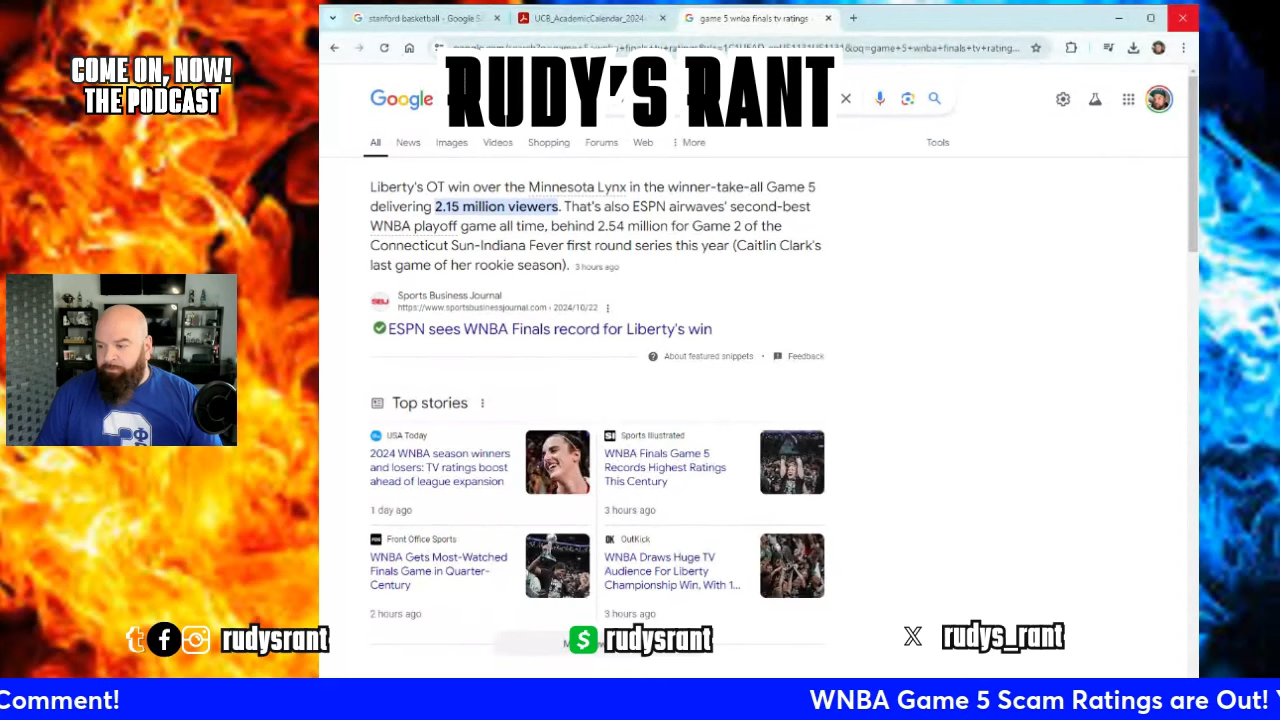 COME ON, NOW!
THE PODCAST
stanford basketball - Google S
UCB_AcademicCalendar_2024-
game 5 wnba finals tv ratings
RUDY'S RANT
Google
All
News
Images
Videos
Shopping
Forums
Web
More
Tools
Liberty's OT win over the Minnesota Lynx in the winner-take-all Game 5
delivering 2.15 million viewers. That's also ESPN airwaves' second-best
WNBA playoff game all time, behind 2.54 million for Game 2 of the
Connecticut Sun-Indiana Fever first round series this year (Caitlin Clark's
last game of her rookie season). 3 hours ago
SBJ
Sports Business Journal
https://www.sportsbusinessjournal.com › 2024/10/22
ESPN sees WNBA Finals record for Liberty's win
About featured snippets • Feedback
Top stories
USA Today
2024 WNBA season winners
and losers: TV ratings boost
ahead of league expansion
1 day ago
SI Sports Illustrated
WNBA Finals Game 5
Records Highest Ratings
This Century
3 hours ago
FOS Front Office Sports
WNBA Gets Most-Watched
Finals Game in Quarter-
Century
2 hours ago
OK OutKick
WNBA Draws Huge TV
Audience For Liberty
Championship Win, With 1...
3 hours ago
rudysrant
$ rudysrant
X rudys_rant
Comment!
WNBA Game 5 Scam Ratings are Out!